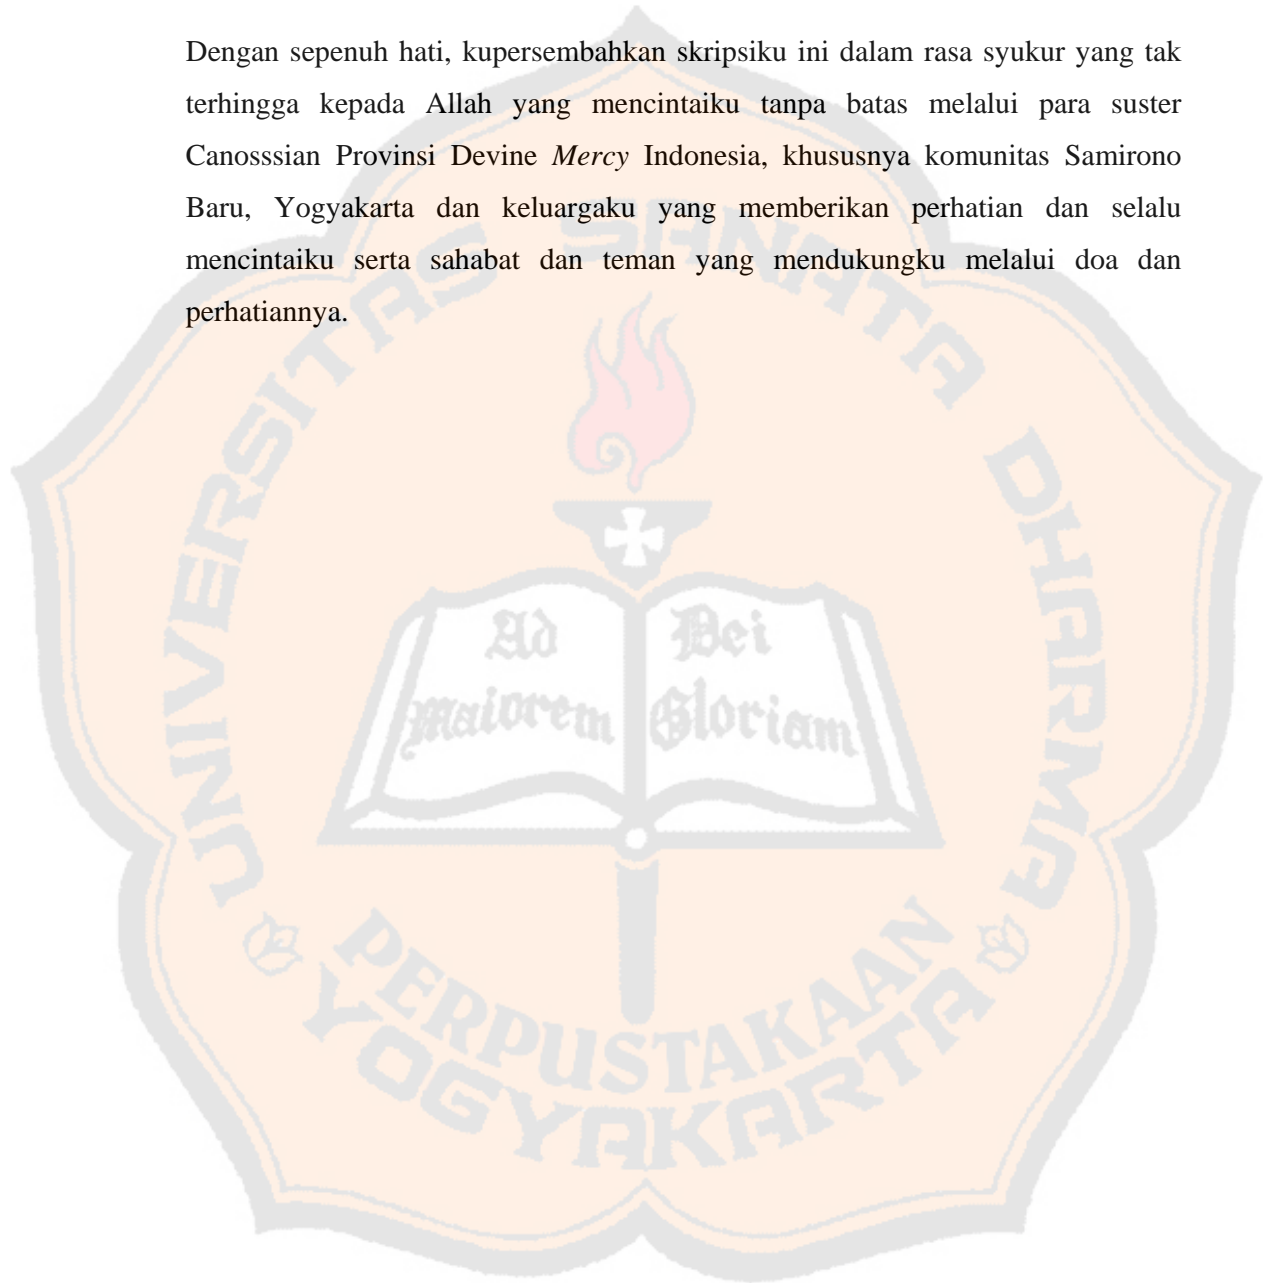 Dengan sepenuh hati, kupersembahkan skripsiku ini dalam rasa syukur yang tak
terhingga kepada Allah yang mencintaiku tanpa batas melalui para suster
Canosssian Provinsi Devine Mercy Indonesia, khususnya komunitas Samirono
Baru, Yogyakarta dan keluargaku yang memberikan perhatian dan selalu
mencintaiku serta sahabat dan teman yang mendukungku melalui doa dan
perhatiannya.
UNIVERSITAS SANATA DHARMA
Ad Dei
Maiorem Gloriam
PERPUSTAKAAN
YOGYAKARTA